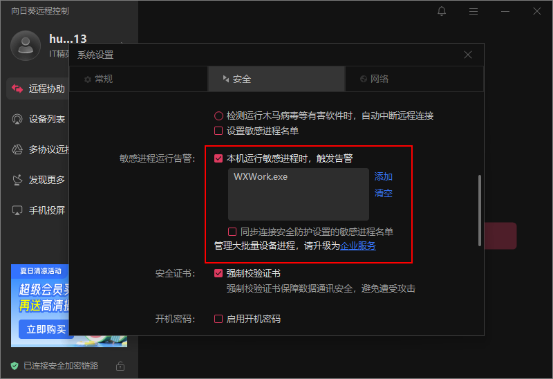 向日葵远程控制
hu...13
IT精英
系统设置
常规
安全
网络
远程协助
设备列表
多协议远控
发现更多
手机投屏
检测运行木马病毒等有害软件时，自动中断远程连接
设置敏感进程名单
敏感进程运行告警：
本机运行敏感进程时，触发告警
WXWork.exe
添加
清空
同步连接安全防护设置的敏感进程名单
管理大批量设备进程，请升级为企业服务
安全证书：
强制校验证书
强制校验证书保障数据通讯安全，避免遭受攻击
开机密码：
启用开机密码
夏日清凉活动
超级会员买
再送高清摄
立即购买
已连接安全加密链路